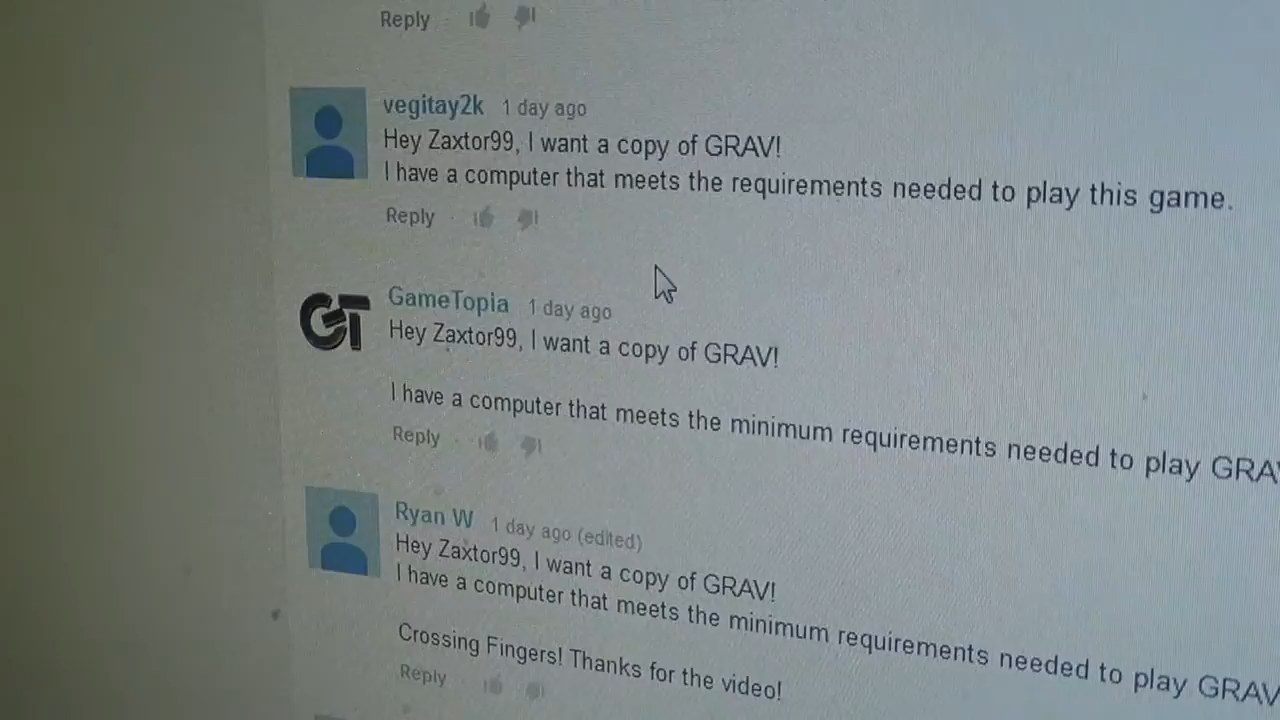 Reply
vegitay2k 1 day ago
Hey Zaxtor99, I want a copy of GRAV!
I have a computer that meets the requirements needed to play this game.
Reply
GT
GameTopia 1 day ago
Hey Zaxtor99, I want a copy of GRAV!
I have a computer that meets the minimum requirements needed to play GRA
Reply
Ryan W 1 day ago (edited)
Hey Zaxtor99, I want a copy of GRAV!
I have a computer that meets the minimum requirements needed to play GRAV
Crossing Fingers! Thanks for the video!
Reply